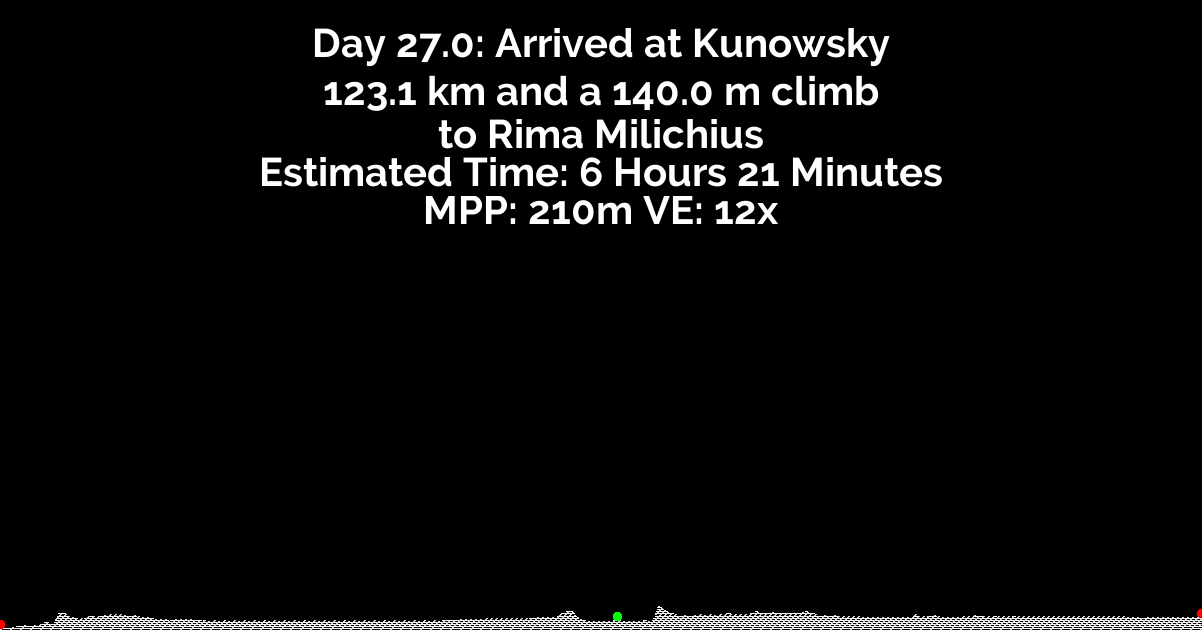 Day 27.0: Arrived at Kunowsky
123.1 km and a 140.0 m climb
to Rima Milichius
Estimated Time: 6 Hours 21 Minutes
MPP: 210m VE: 12x